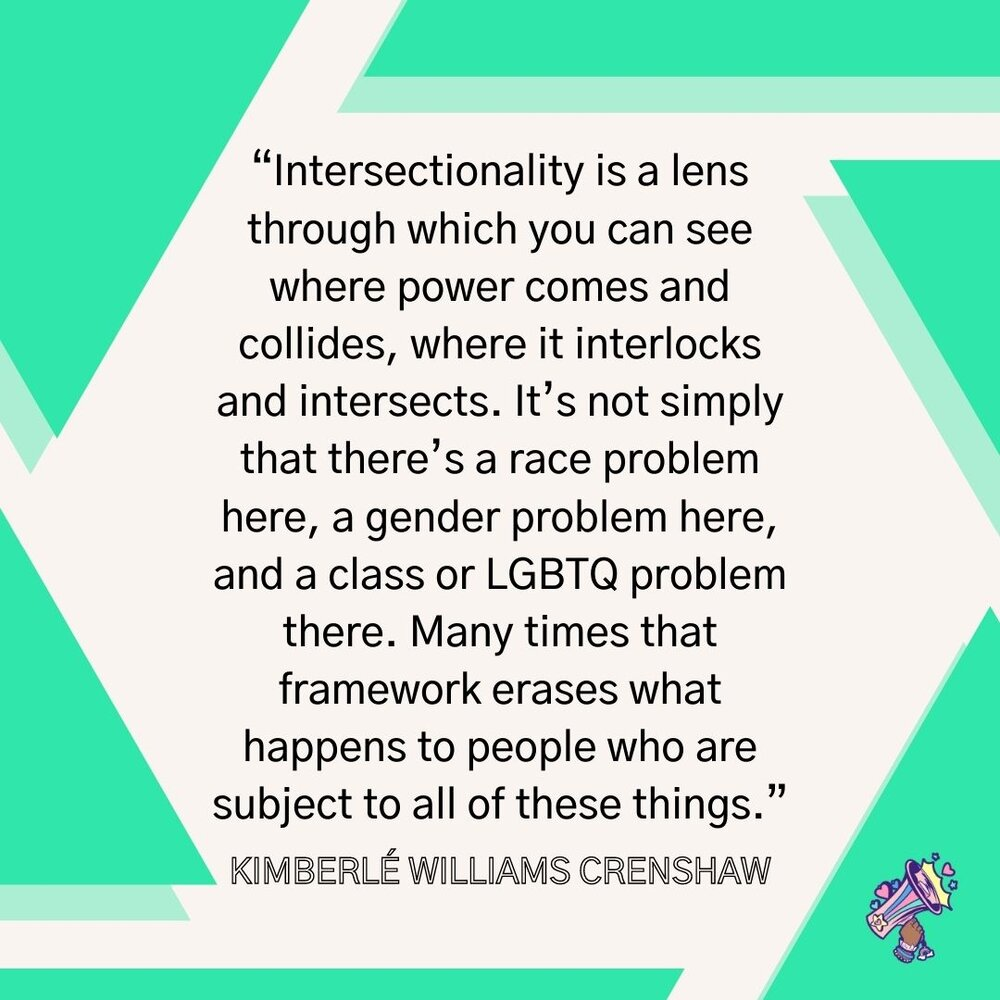 “Intersectionality is a lens
through which you can see
where power comes and
collides, where it interlocks
and intersects. It’s not simply
that there’s a race problem
here, a gender problem here,
and a class or LGBTQ problem
there. Many times that
framework erases what
happens to people who are
subject to all of these things.”
KIMBERLÉ WILLIAMS CRENSHAW